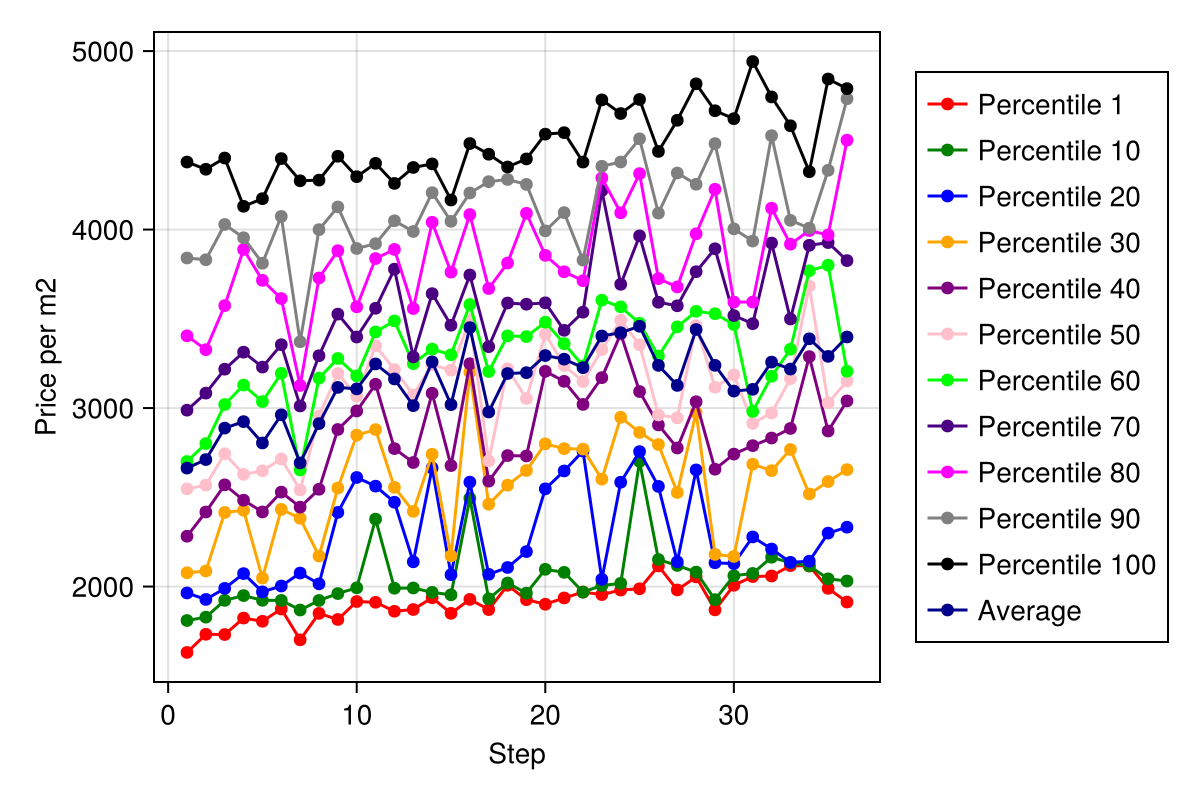 5000
4000
3000
2000
Price per m2
0 10 20 30
Step
Percentile 1
Percentile 10
Percentile 20
Percentile 30
Percentile 40
Percentile 50
Percentile 60
Percentile 70
Percentile 80
Percentile 90
Percentile 100
Average